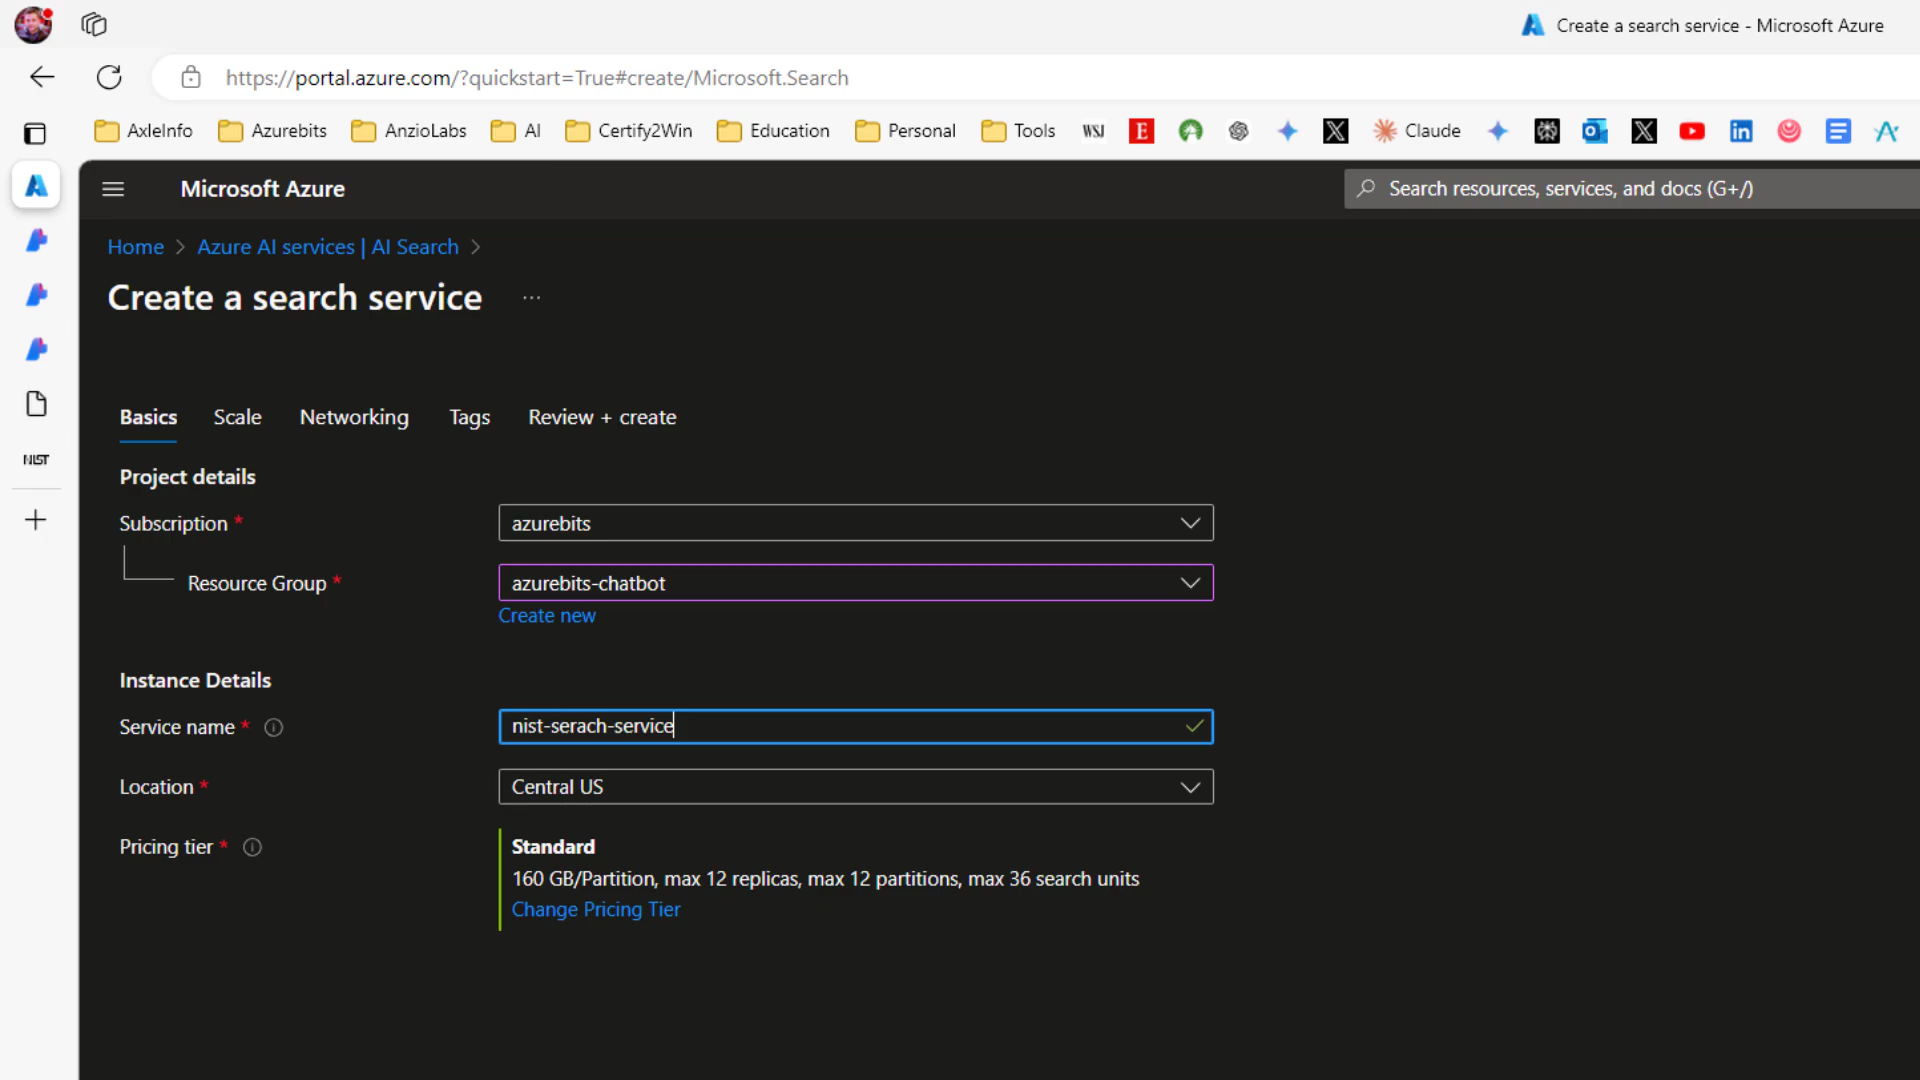 Create a search service - Microsoft Azure
https://portal.azure.com/?quickstart=True#create/Microsoft.Search
AxleInfo Azurebits AnzioLabs AI Certify2Win Education Personal Tools WSJ E Claude
Microsoft Azure
Search resources, services, and docs (G+/)
Home > Azure AI services | AI Search >
Create a search service ...
Basics Scale Networking Tags Review + create
NIST
Project details
Subscription * azurebits
Resource Group * azurebits-chatbot
Create new
Instance Details
Service name * nist-serach-service
Location * Central US
Pricing tier * Standard
160 GB/Partition, max 12 replicas, max 12 partitions, max 36 search units
Change Pricing Tier